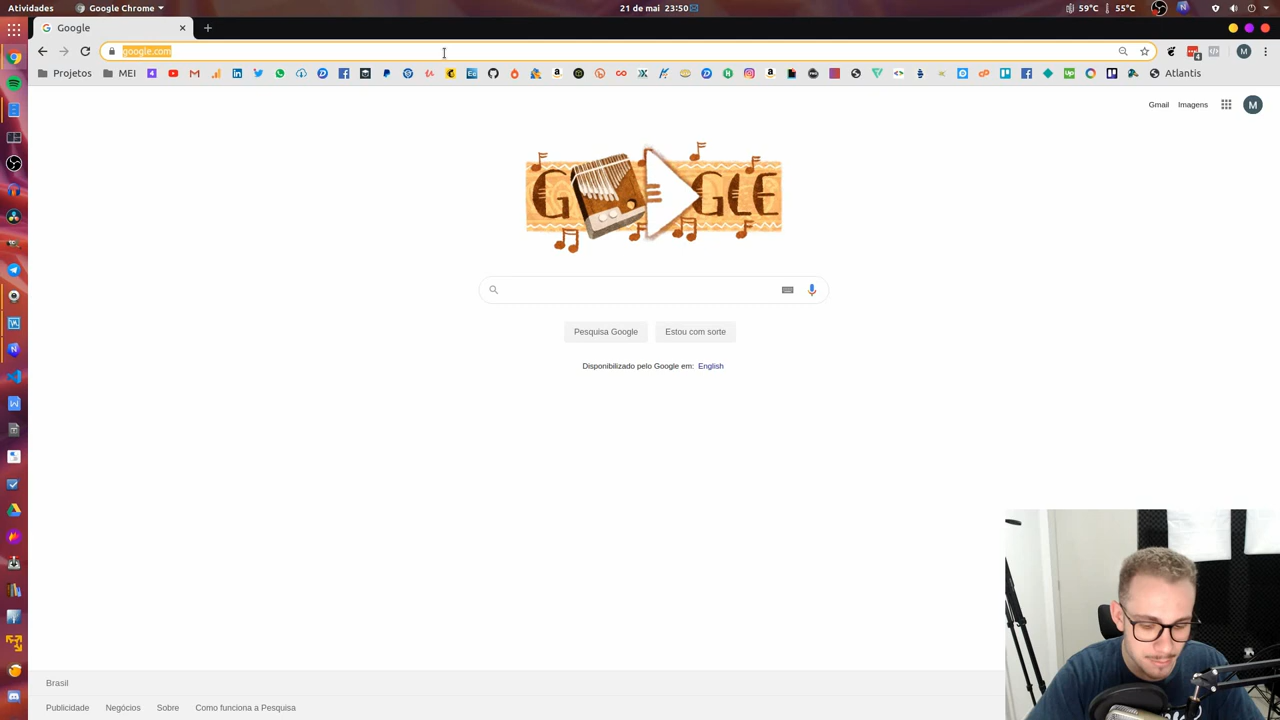 Atividades
Google Chrome
21 de mai 23:50
59°C
55°C
Google
google.com
Projetos
MEI
Atlantis
Gmail
Imagens
M
GOOGLE
Pesquisa Google
Estou com sorte
Disponibilizado pelo Google em: English
Brasil
Publicidade
Negócios
Sobre
Como funciona a Pesquisa